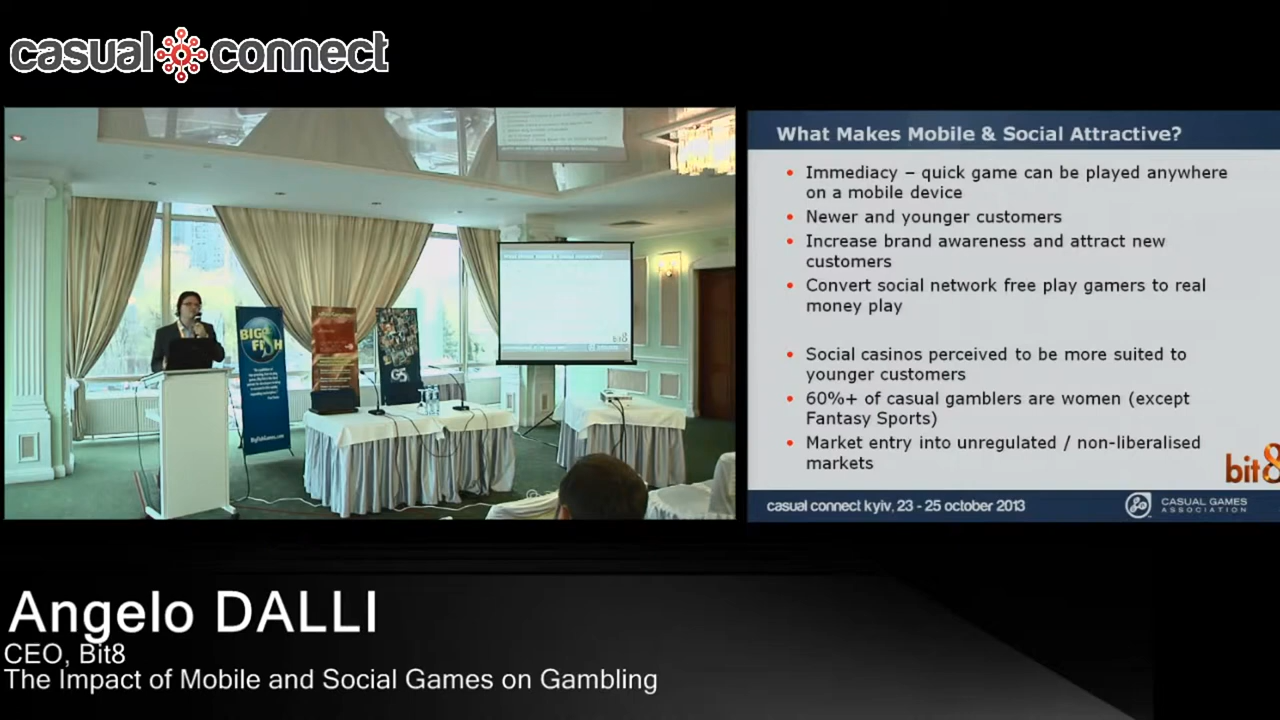 casual connect
What Makes Mobile & Social Attractive?
• Immediacy – quick game can be played anywhere
on a mobile device
• Newer and younger customers
• Increase brand awareness and attract new
customers
• Convert social network free play gamers to real
money play
• Social casinos perceived to be more suited to
younger customers
• 60%+ of casual gamblers are women (except
Fantasy Sports)
• Market entry into unregulated / non-liberalised
markets
bit8
casual connect kyiv, 23 - 25 october 2013
CASUAL GAMES
ASSOCIATION
BIG
FISH
BigFishGames.com
G5
bit8
Angelo DALLI
CEO, Bit8
The Impact of Mobile and Social Games on Gambling